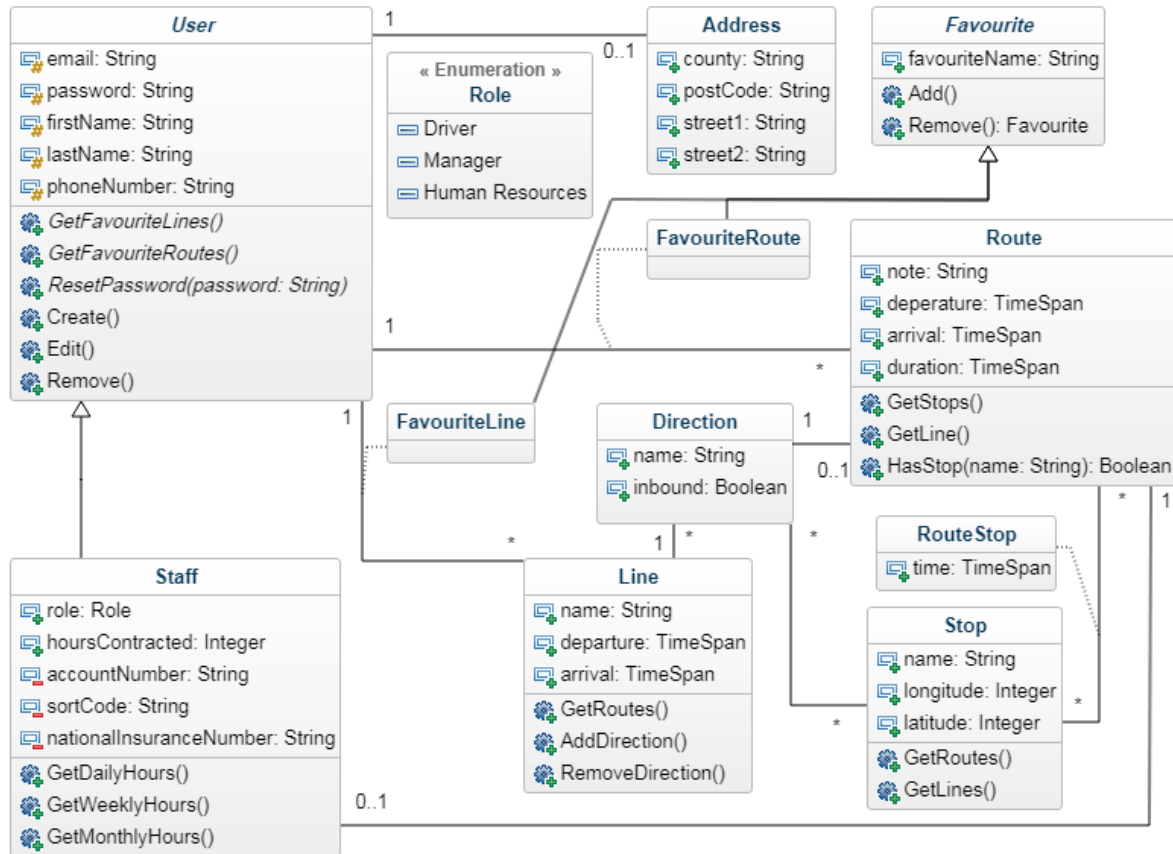 User
email: String
password: String
firstName: String
lastName: String
phoneNumber: String
GetFavouriteLines()
GetFavouriteRoutes()
ResetPassword(password: String)
Create()
Edit()
Remove()
1
0..1
« Enumeration »
Role
Driver
Manager
Human Resources
Address
county: String
postCode: String
street1: String
street2: String
Favourite
favouriteName: String
Add()
Remove(): Favourite
FavouriteRoute
Route
note: String
deperature: TimeSpan
arrival: TimeSpan
duration: TimeSpan
GetStops()
GetLine()
HasStop(name: String): Boolean
1
*
1
*
FavouriteLine
Direction
name: String
inbound: Boolean
1
0..1
*
1
*
*
*
*
1
RouteStop
time: TimeSpan
Staff
role: Role
hoursContracted: Integer
accountNumber: String
sortCode: String
nationalInsuranceNumber: String
GetDailyHours()
GetWeeklyHours()
GetMonthlyHours()
0..1
Line
name: String
departure: TimeSpan
arrival: TimeSpan
GetRoutes()
AddDirection()
RemoveDirection()
Stop
name: String
longitude: Integer
latitude: Integer
GetRoutes()
GetLines()